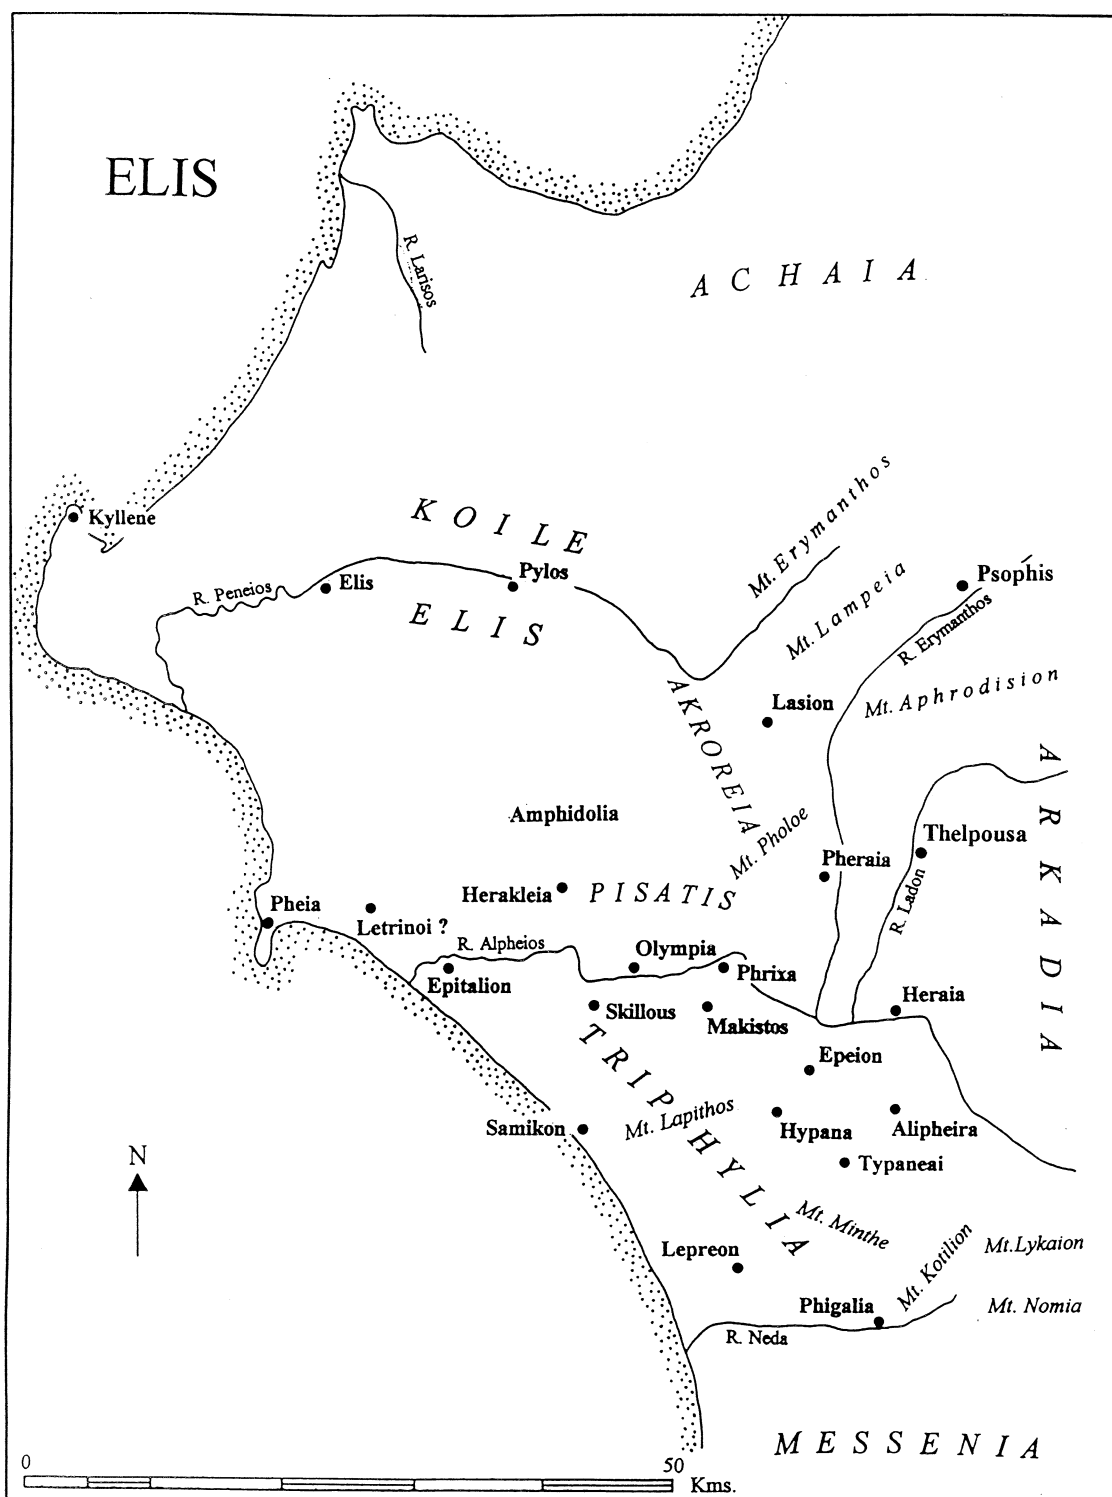 ELIS
R. Larisos
ACHAIA
Kyllene
KOILE
ELIS
R. Peneios
Elis
Pylos
Mt. Erymanthos
Mt. Lampeia
Psophis
R. Erymanthos
Mt. Aphrodision
Lasion
AKROREIA
ARKADIA
Amphidolia
Mt. Pholoe
Thelpousa
Pheraia
R. Ladon
Herakleia
PISATIS
Pheia
Letrinoi ?
R. Alpheios
Olympia
Epitalion
Phrixa
Heraia
Skillous
Makistos
TRIPHYLIA
Epeion
Samikon
Mt. Lapithos
Hypana
Alipheira
Typaneai
N
Mt. Minthe
Lepreon
Mt. Kotilion
Mt.Lykaion
Phigalia
Mt. Nomia
R. Neda
MESSENIA
0
50
Kms.